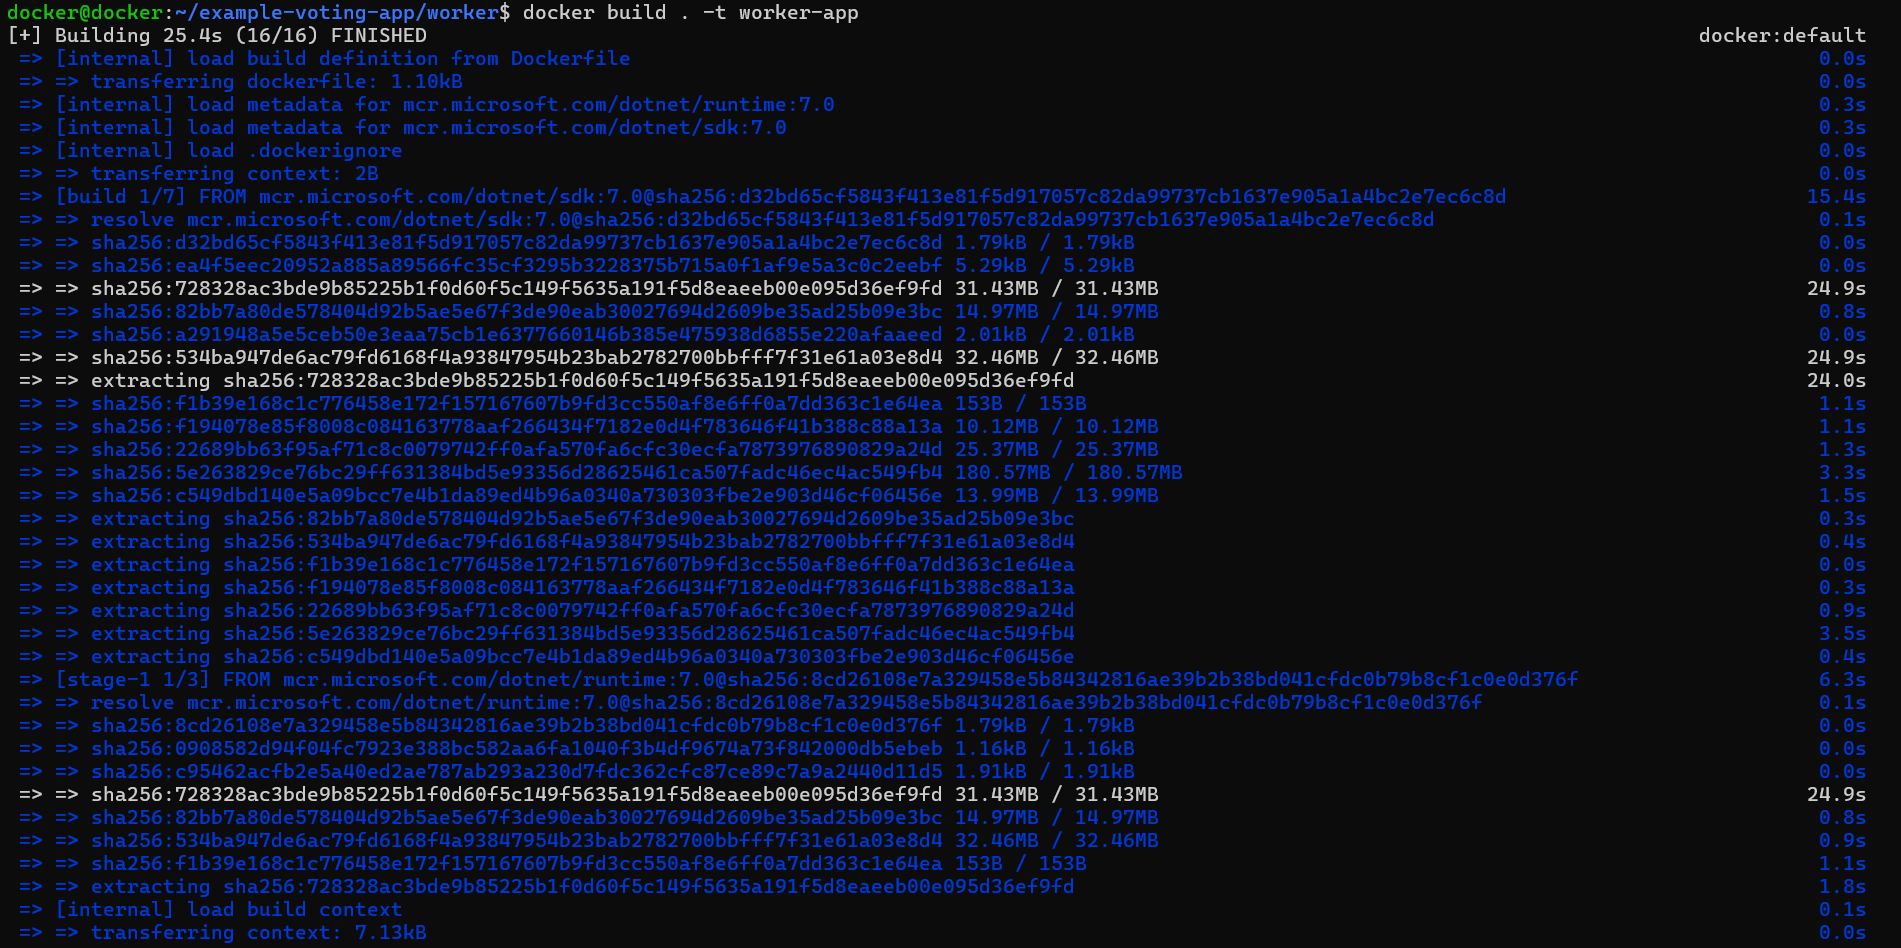 docker@docker:~/example-voting-app/worker$ docker build . -t worker-app
[+] Building 25.4s (16/16) FINISHED docker:default
=> [internal] load build definition from Dockerfile 0.0s
=> => transferring dockerfile: 1.10kB 0.0s
=> [internal] load metadata for mcr.microsoft.com/dotnet/runtime:7.0 0.3s
=> [internal] load metadata for mcr.microsoft.com/dotnet/sdk:7.0 0.3s
=> [internal] load .dockerignore 0.0s
=> => transferring context: 2B 0.0s
=> [build 1/7] FROM mcr.microsoft.com/dotnet/sdk:7.0@sha256:d32bd65cf5843f413e81f5d917057c82da99737cb1637e905a1a4bc2e7ec6c8d 15.4s
=> => resolve mcr.microsoft.com/dotnet/sdk:7.0@sha256:d32bd65cf5843f413e81f5d917057c82da99737cb1637e905a1a4bc2e7ec6c8d 0.1s
=> => sha256:d32bd65cf5843f413e81f5d917057c82da99737cb1637e905a1a4bc2e7ec6c8d 1.79kB / 1.79kB 0.0s
=> => sha256:ea4f5eec20952a885a89566fc35cf3295b3228375b715a0f1af9e5a3c0c2eebf 5.29kB / 5.29kB 0.0s
=> => sha256:728328ac3bde9b85225b1f0d60f5c149f5635a191f5d8eaeeb00e095d36ef9fd 31.43MB / 31.43MB 24.9s
=> => sha256:82bb7a80de578404d92b5ae5e67f3de90eab30027694d2609be35ad25b09e3bc 14.97MB / 14.97MB 0.8s
=> => sha256:a291948a5e5ceb50e3eaa75cb1e6377660146b385e475938d6855e220afaaeed 2.01kB / 2.01kB 0.0s
=> => sha256:534ba947de6ac79fd6168f4a93847954b23bab2782700bbfff7f31e61a03e8d4 32.46MB / 32.46MB 24.9s
=> => extracting sha256:728328ac3bde9b85225b1f0d60f5c149f5635a191f5d8eaeeb00e095d36ef9fd 24.0s
=> => sha256:f1b39e168c1c776458e172f157167607b9fd3cc550af8e6ff0a7dd363c1e64ea 153B / 153B 1.1s
=> => sha256:f194078e85f8008c084163778aaf266434f7182e0d4f783646f41b388c88a13a 10.12MB / 10.12MB 1.1s
=> => sha256:22689bb63f95af71c8c0079742ff0afa570fa6cfc30ecfa7873976890829a24d 25.37MB / 25.37MB 1.3s
=> => sha256:5e263829ce76bc29ff631384bd5e93356d28625461ca507fadc46ec4ac549fb4 180.57MB / 180.57MB 3.3s
=> => sha256:c549dbd140e5a09bcc7e4b1da89ed4b96a0340a730303fbe2e903d46cf06456e 13.99MB / 13.99MB 1.5s
=> => extracting sha256:82bb7a80de578404d92b5ae5e67f3de90eab30027694d2609be35ad25b09e3bc 0.3s
=> => extracting sha256:534ba947de6ac79fd6168f4a93847954b23bab2782700bbfff7f31e61a03e8d4 0.4s
=> => extracting sha256:f1b39e168c1c776458e172f157167607b9fd3cc550af8e6ff0a7dd363c1e64ea 0.0s
=> => extracting sha256:f194078e85f8008c084163778aaf266434f7182e0d4f783646f41b388c88a13a 0.3s
=> => extracting sha256:22689bb63f95af71c8c0079742ff0afa570fa6cfc30ecfa7873976890829a24d 0.9s
=> => extracting sha256:5e263829ce76bc29ff631384bd5e93356d28625461ca507fadc46ec4ac549fb4 3.5s
=> => extracting sha256:c549dbd140e5a09bcc7e4b1da89ed4b96a0340a730303fbe2e903d46cf06456e 0.4s
=> [stage-1 1/3] FROM mcr.microsoft.com/dotnet/runtime:7.0@sha256:8cd26108e7a329458e5b84342816ae39b2b38bd041cfdc0b79b8cf1c0e0d376f 6.3s
=> => resolve mcr.microsoft.com/dotnet/runtime:7.0@sha256:8cd26108e7a329458e5b84342816ae39b2b38bd041cfdc0b79b8cf1c0e0d376f 0.1s
=> => sha256:8cd26108e7a329458e5b84342816ae39b2b38bd041cfdc0b79b8cf1c0e0d376f 1.79kB / 1.79kB 0.0s
=> => sha256:0908582d94f04fc7923e388bc582aa6fa1040f3b4df9674a73f842000db5ebeb 1.16kB / 1.16kB 0.0s
=> => sha256:c95462acfb2e5a40ed2ae787ab293a230d7fdc362cfc87ce89c7a9a2440d11d5 1.91kB / 1.91kB 0.0s
=> => sha256:728328ac3bde9b85225b1f0d60f5c149f5635a191f5d8eaeeb00e095d36ef9fd 31.43MB / 31.43MB 24.9s
=> => sha256:82bb7a80de578404d92b5ae5e67f3de90eab30027694d2609be35ad25b09e3bc 14.97MB / 14.97MB 0.8s
=> => sha256:534ba947de6ac79fd6168f4a93847954b23bab2782700bbfff7f31e61a03e8d4 32.46MB / 32.46MB 0.9s
=> => sha256:f1b39e168c1c776458e172f157167607b9fd3cc550af8e6ff0a7dd363c1e64ea 153B / 153B 1.1s
=> => extracting sha256:728328ac3bde9b85225b1f0d60f5c149f5635a191f5d8eaeeb00e095d36ef9fd 1.8s
=> [internal] load build context 0.1s
=> => transferring context: 7.13kB 0.0s